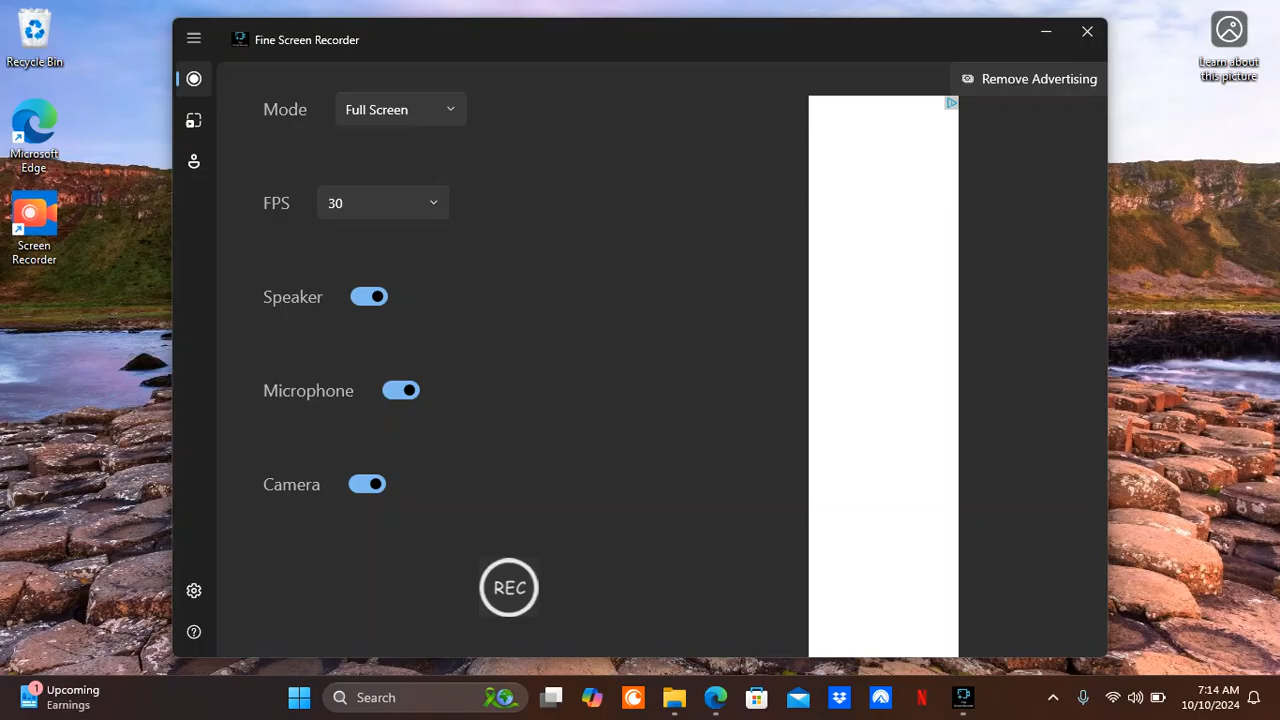 Recycle Bin
Microsoft
Edge
Screen
Recorder
Learn about
this picture
Fine Screen Recorder
Remove Advertising
Mode
Full Screen
FPS
30
Speaker
Microphone
Camera
REC
1
Upcoming
Earnings
Search
7:14 AM
10/10/2024